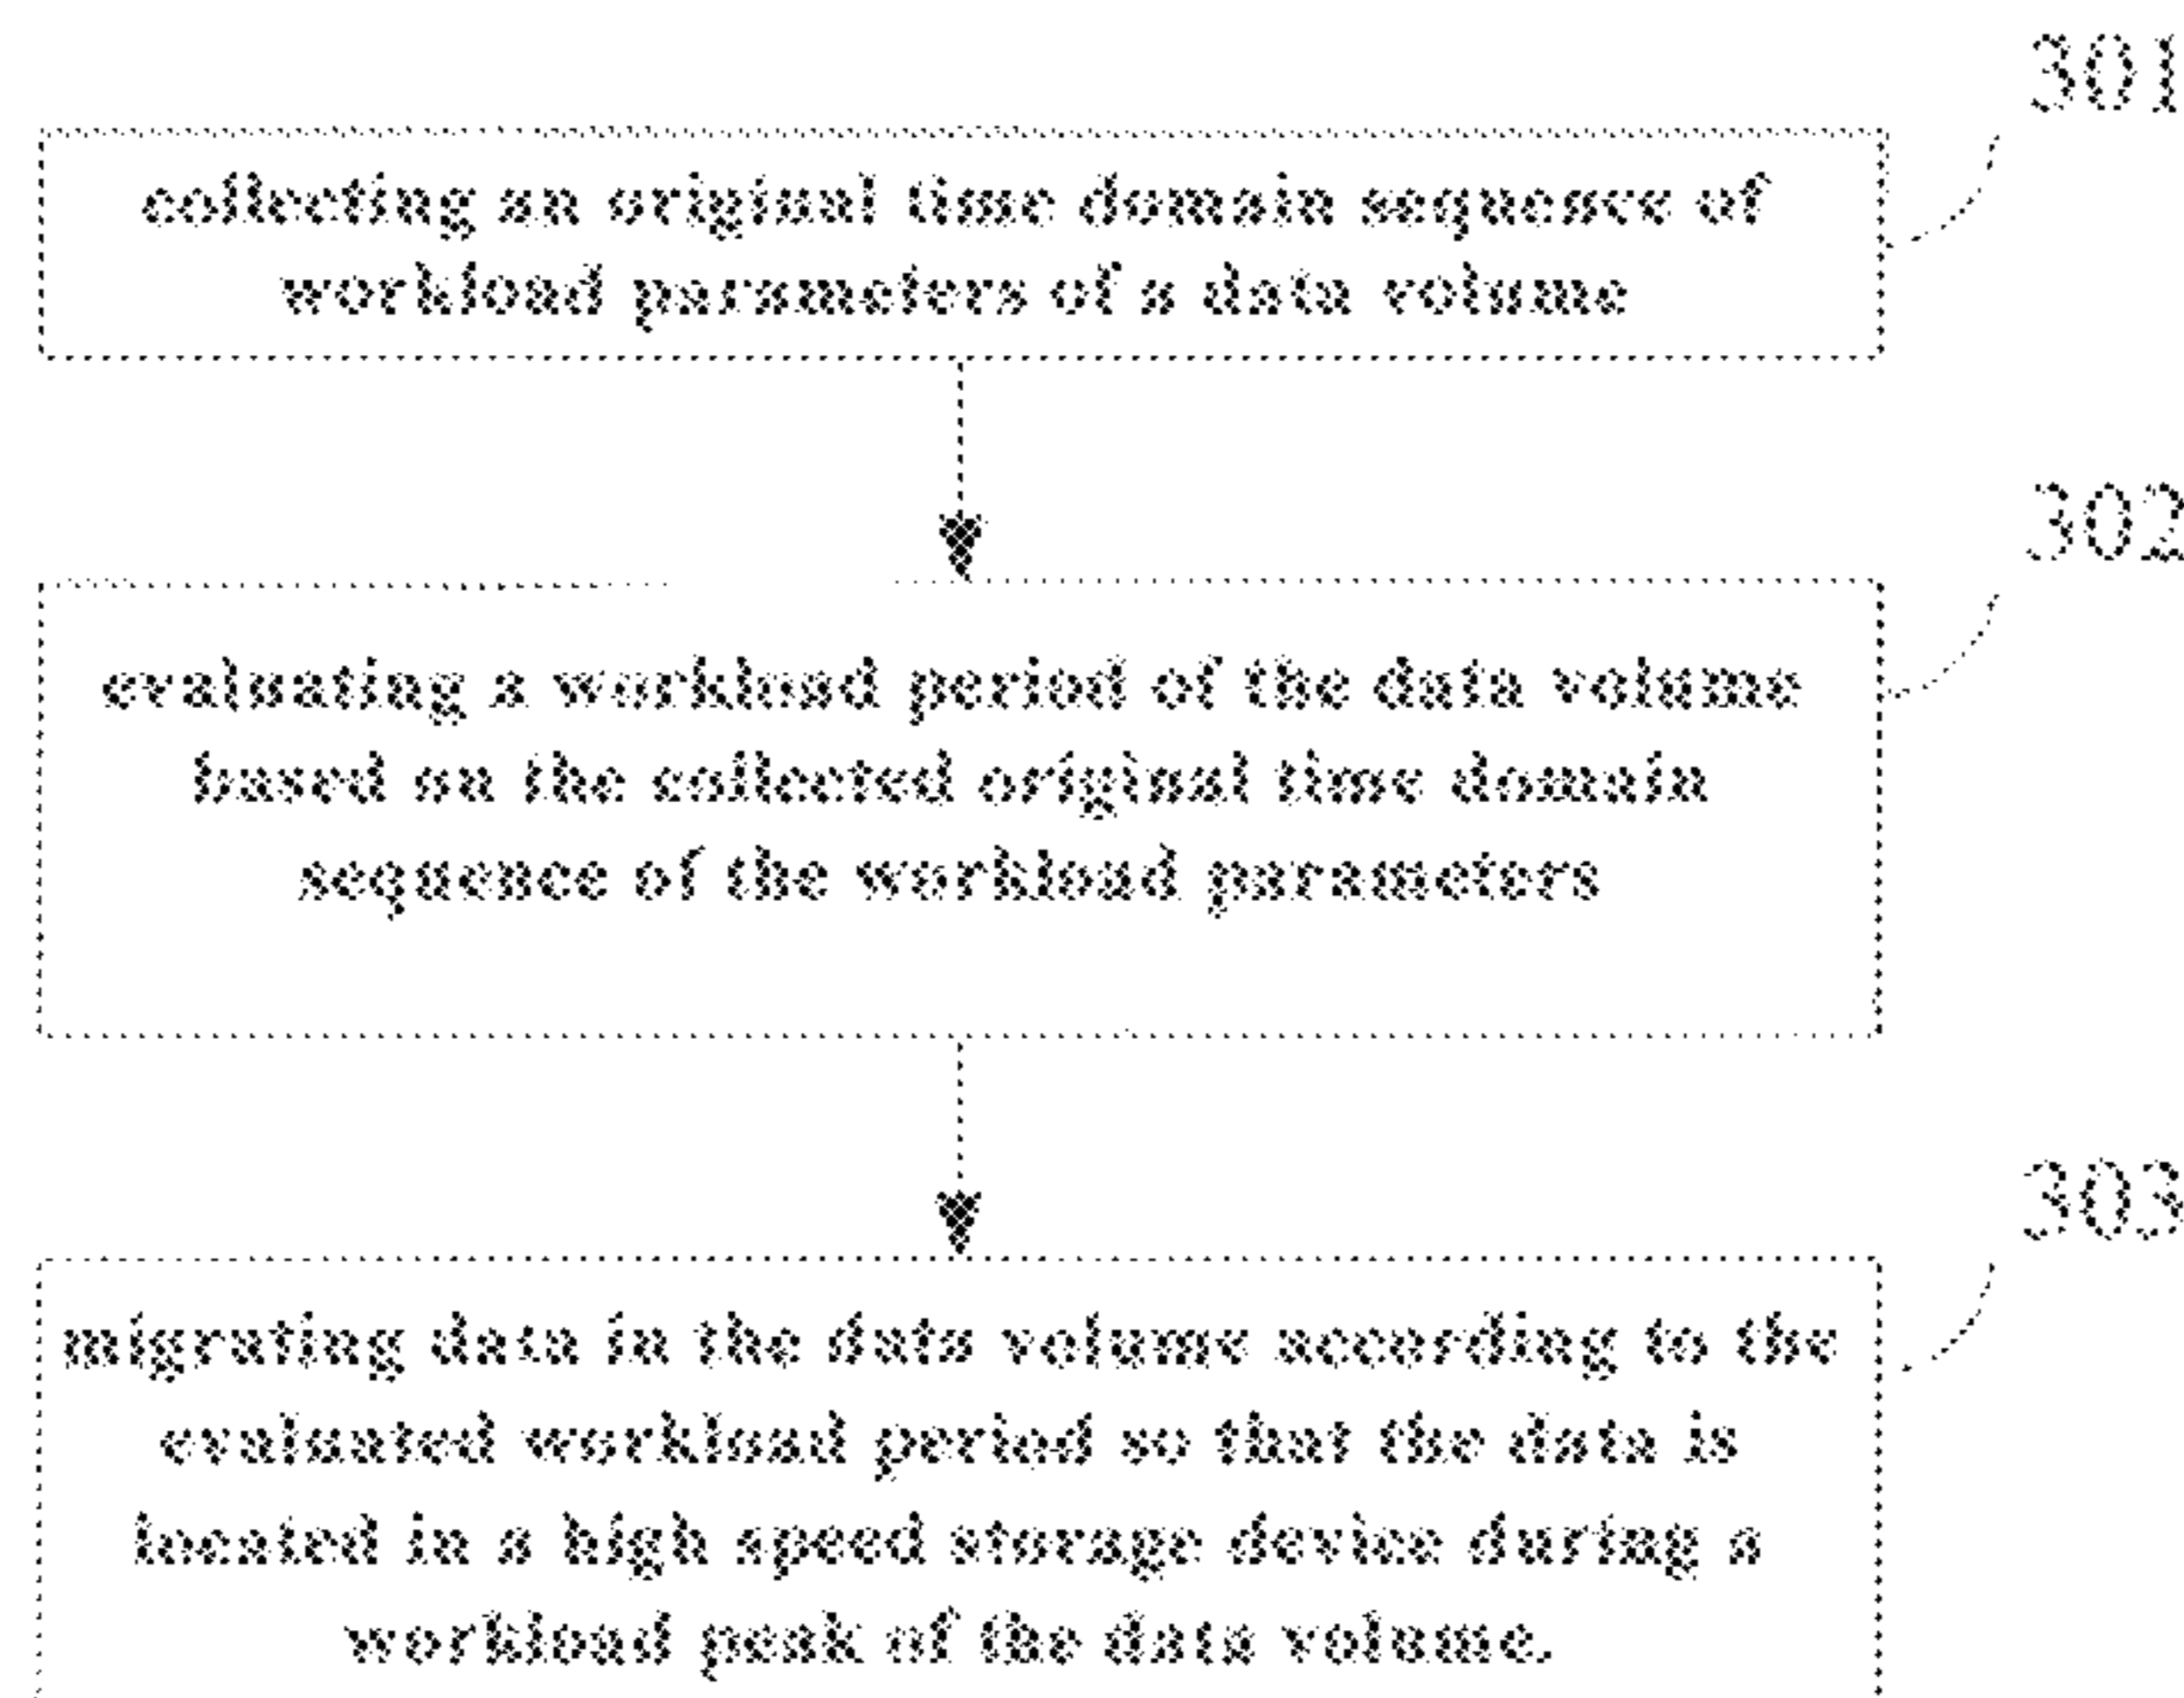 301
collecting an original time domain sequence of
workload parameters of a data volume
302
evaluating a workload period of the data volume
based on the collected original time domain
sequence of the workload parameters
303
migrating data in the data volume according to the
evaluated workload period so that the data is
located in a high speed storage device during a
workload peak of the data volume.